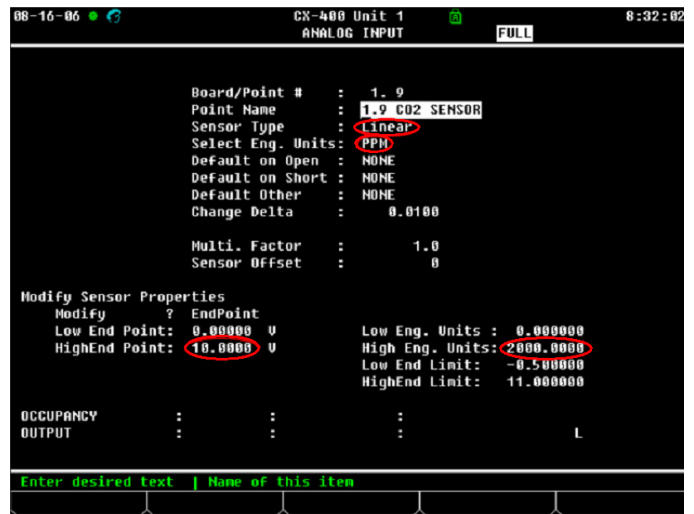 08-16-06 CX-400 Unit 1 A 8:32:02
ANALOG INPUT FULL
Board/Point # : 1. 9
Point Name : 1.9 CO2 SENSOR
Sensor Type : Linear
Select Eng. Units: PPM
Default on Open : NONE
Default on Short : NONE
Default Other : NONE
Change Delta : 0.0100
Multi. Factor : 1.0
Sensor Offset : 0
Modify Sensor Properties
Modify ? EndPoint
Low End Point: 0.00000 V Low Eng. Units : 0.000000
HighEnd Point: 10.0000 V High Eng. Units: 2000.0000
Low End Limit: -0.500000
HighEnd Limit: 11.000000
OCCUPANCY : : :
OUTPUT : : : L
Enter desired text | Name of this item